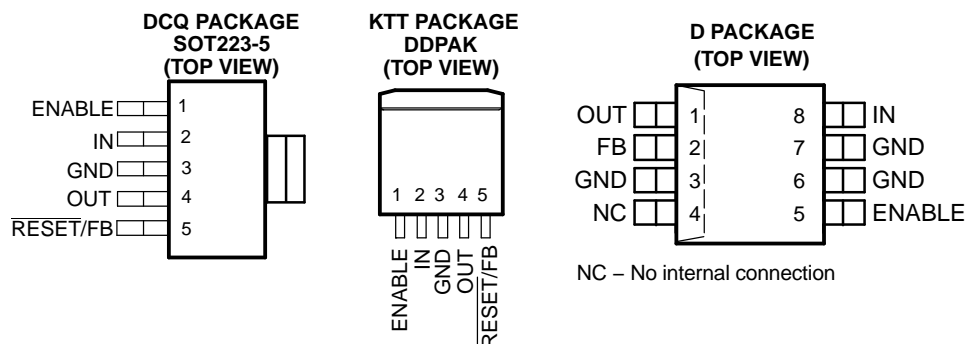 DCQ PACKAGE
SOT223-5
(TOP VIEW)
ENABLE 1
IN 2
GND 3
OUT 4
RESET/FB 5
KTT PACKAGE
DDPAK
(TOP VIEW)
1 2 3 4 5
ENABLE
IN
GND
OUT
RESET/FB
D PACKAGE
(TOP VIEW)
OUT 1 8 IN
FB 2 7 GND
GND 3 6 GND
NC 4 5 ENABLE
NC – No internal connection